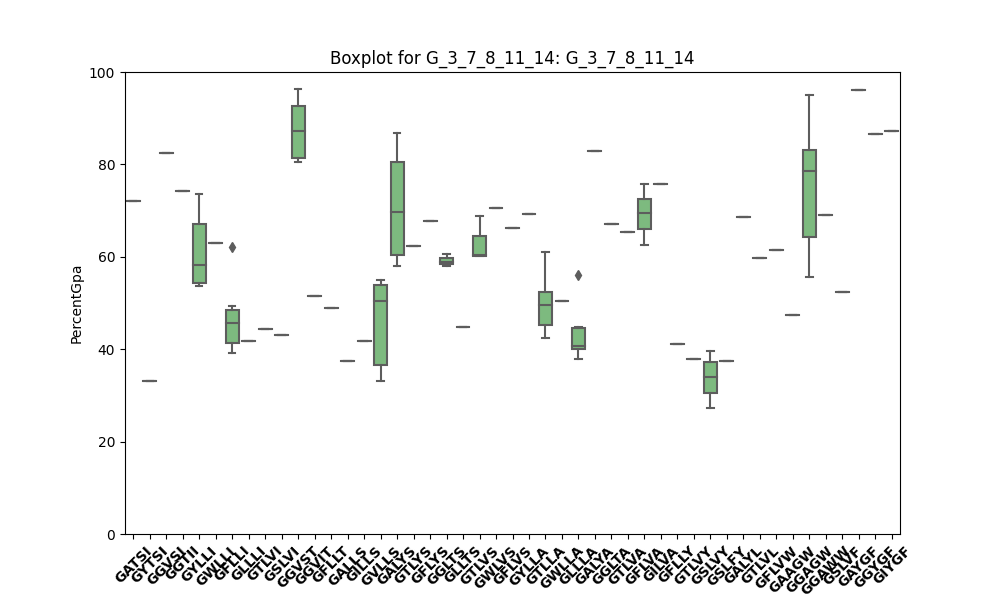 Boxplot for G_3_7_8_11_14: G_3_7_8_11_14
100
80
60
40
20
0
PercentGpa
GATSI
GYTSI
GGVSI
GGTII
GYLLI
GWLLI
GFLLI
GLLLI
GTLVI
GSLVI
GGVST
GGVIT
GFLLT
GALLS
GITLS
GVLLS
GALYS
GTLYS
GFLYS
GGLTS
GLLTS
GTLVS
GWLVS
GFLVS
GYLLA
GTLLA
GWLLA
GLLLA
GALYA
GGLTA
GTLVA
GFLVA
GILVA
GFLLY
GTLVY
GSLVY
GSLFY
GALYL
GTLVL
GFLVW
GAAGW
GGAGW
GGAWW
GSLVF
GAYGF
GGYGF
GIYGF